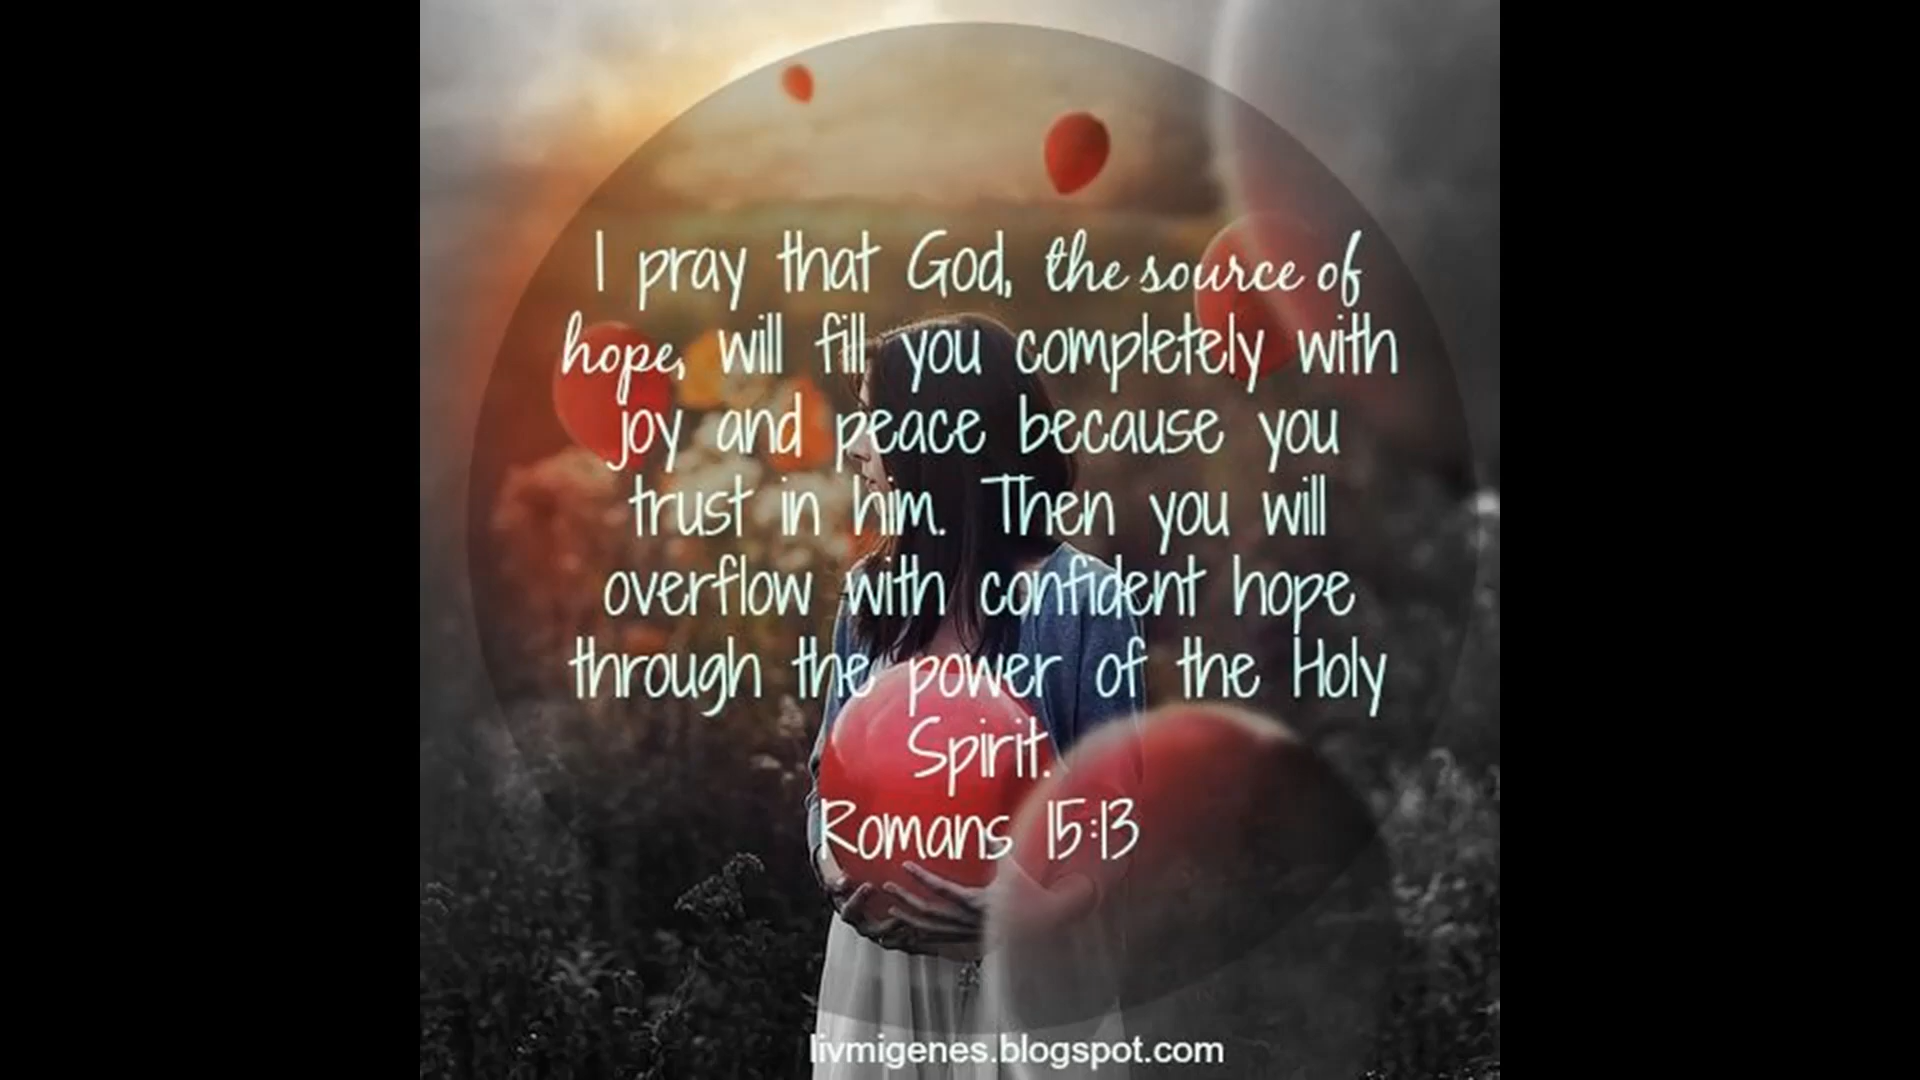 I pray that God, the source of
hope, will fill you completely with
joy and peace because you
trust in him. Then you will
overflow with confident hope
through the power of the Holy
Spirit.
Romans 15:13
livmigenes.blogspot.com